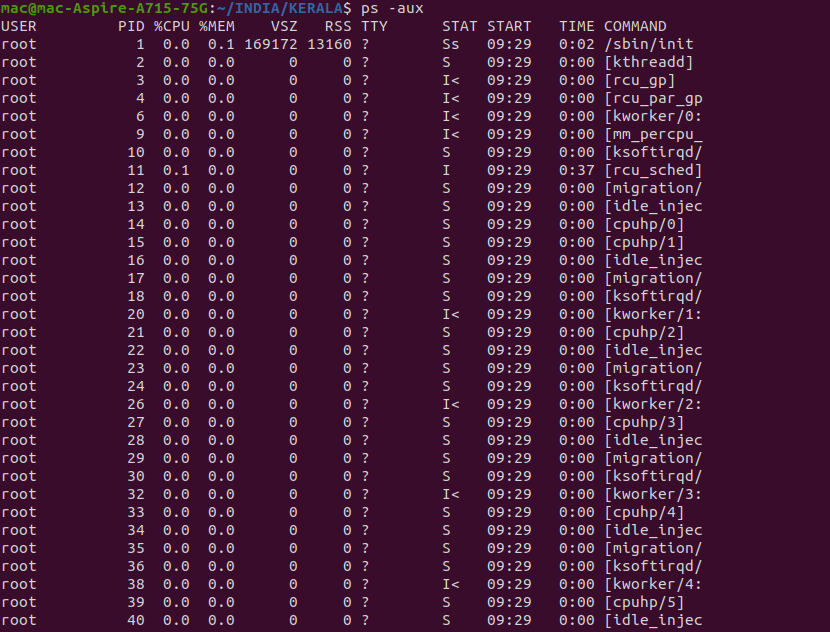 mac@mac-Aspire-A715-75G:~/INDIA/KERALA$ ps -aux
USER         PID %CPU %MEM    VSZ   RSS TTY      STAT START   TIME COMMAND
root           1  0.0  0.1 169172 13160 ?        Ss   09:29   0:02 /sbin/init
root           2  0.0  0.0      0     0 ?        S    09:29   0:00 [kthreadd]
root           3  0.0  0.0      0     0 ?        I<   09:29   0:00 [rcu_gp]
root           4  0.0  0.0      0     0 ?        I<   09:29   0:00 [rcu_par_gp
root           6  0.0  0.0      0     0 ?        I<   09:29   0:00 [kworker/0:
root           9  0.0  0.0      0     0 ?        I<   09:29   0:00 [mm_percpu_
root          10  0.0  0.0      0     0 ?        S    09:29   0:00 [ksoftirqd/
root          11  0.1  0.0      0     0 ?        I    09:29   0:37 [rcu_sched]
root          12  0.0  0.0      0     0 ?        S    09:29   0:00 [migration/
root          13  0.0  0.0      0     0 ?        S    09:29   0:00 [idle_injec
root          14  0.0  0.0      0     0 ?        S    09:29   0:00 [cpuhp/0]
root          15  0.0  0.0      0     0 ?        S    09:29   0:00 [cpuhp/1]
root          16  0.0  0.0      0     0 ?        S    09:29   0:00 [idle_injec
root          17  0.0  0.0      0     0 ?        S    09:29   0:00 [migration/
root          18  0.0  0.0      0     0 ?        S    09:29   0:00 [ksoftirqd/
root          20  0.0  0.0      0     0 ?        I<   09:29   0:00 [kworker/1:
root          21  0.0  0.0      0     0 ?        S    09:29   0:00 [cpuhp/2]
root          22  0.0  0.0      0     0 ?        S    09:29   0:00 [idle_injec
root          23  0.0  0.0      0     0 ?        S    09:29   0:00 [migration/
root          24  0.0  0.0      0     0 ?        S    09:29   0:00 [ksoftirqd/
root          26  0.0  0.0      0     0 ?        I<   09:29   0:00 [kworker/2:
root          27  0.0  0.0      0     0 ?        S    09:29   0:00 [cpuhp/3]
root          28  0.0  0.0      0     0 ?        S    09:29   0:00 [idle_injec
root          29  0.0  0.0      0     0 ?        S    09:29   0:00 [migration/
root          30  0.0  0.0      0     0 ?        S    09:29   0:00 [ksoftirqd/
root          32  0.0  0.0      0     0 ?        I<   09:29   0:00 [kworker/3:
root          33  0.0  0.0      0     0 ?        S    09:29   0:00 [cpuhp/4]
root          34  0.0  0.0      0     0 ?        S    09:29   0:00 [idle_injec
root          35  0.0  0.0      0     0 ?        S    09:29   0:00 [migration/
root          36  0.0  0.0      0     0 ?        S    09:29   0:00 [ksoftirqd/
root          38  0.0  0.0      0     0 ?        I<   09:29   0:00 [kworker/4:
root          39  0.0  0.0      0     0 ?        S    09:29   0:00 [cpuhp/5]
root          40  0.0  0.0      0     0 ?        S    09:29   0:00 [idle_injec